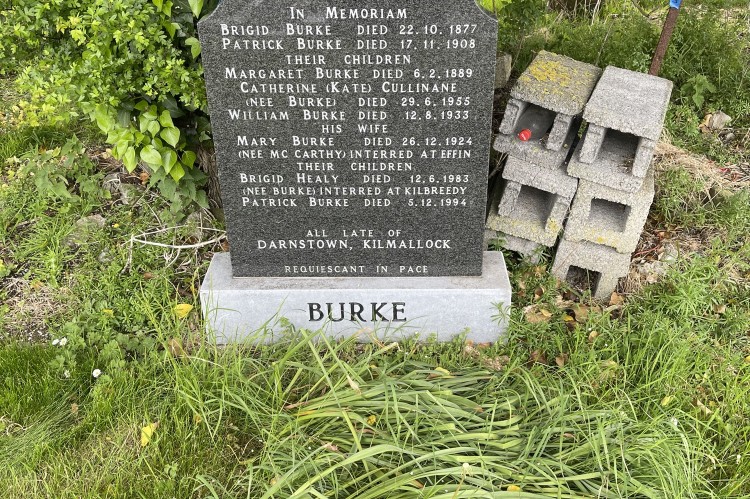 In Memoriam
Brigid Burke Died 22.10.1877
Patrick Burke Died 17.11.1908
their children
Margaret Burke died 6.2.1889
Catherine (Kate) Cullinane
(nee Burke) Died 29.6.1955
William Burke Died 12.8.1933
his wife
Mary Burke Died 26.12.1924
(nee Mc Carthy) interred at Effin
their children
Brigid Healy Died 12.6.1983
(nee Burke) interred at Kilbreedy
Patrick Burke Died 5.12.1994
all late of
Darnstown, Kilmallock
Requiescant in Pace
BURKE